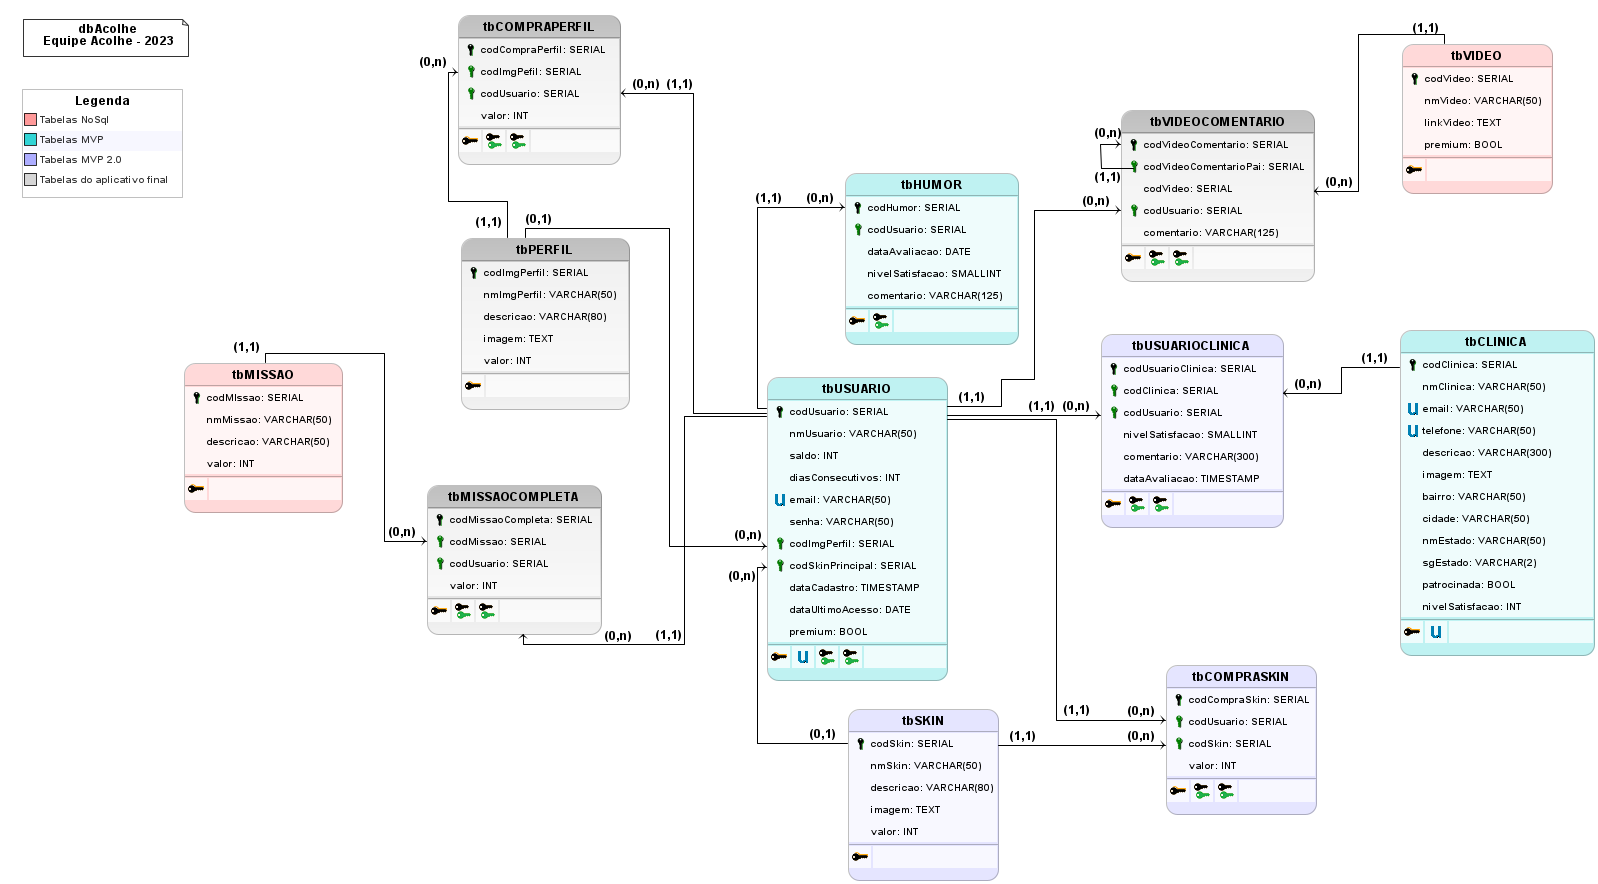 dbAcolhe
Equipe Acolhe - 2023
Legenda
Tabelas NoSql
Tabelas MVP
Tabelas MVP 2.0
Tabelas do aplicativo final
tbCOMPRAPERFIL
codCompraPerfil: SERIAL
codImgPefil: SERIAL
codUsuario: SERIAL
valor: INT
(0,n)
(0,n) (1,1)
(1,1)
(0,1)
tbPERFIL
codImgPerfil: SERIAL
nmImgPerfil: VARCHAR(50)
descricao: VARCHAR(80)
imagem: TEXT
valor: INT
(1,1)
tbMISSAO
codMIssao: SERIAL
nmMissao: VARCHAR(50)
descricao: VARCHAR(50)
valor: INT
(0,n)
tbMISSAOCOMPLETA
codMissaoCompleta: SERIAL
codMissao: SERIAL
codUsuario: SERIAL
valor: INT
(0,n)
(1,1)
(1,1)
(0,n)
tbHUMOR
codHumor: SERIAL
codUsuario: SERIAL
dataAvaliacao: DATE
nivelSatisfacao: SMALLINT
comentario: VARCHAR(125)
tbUSUARIO
codUsuario: SERIAL
nmUsuario: VARCHAR(50)
saldo: INT
diasConsecutivos: INT
u email: VARCHAR(50)
senha: VARCHAR(50)
codImgPerfil: SERIAL
codSkinPrincipal: SERIAL
dataCadastro: TIMESTAMP
dataUltimoAcesso: DATE
premium: BOOL
u
(0,n)
(0,n)
(1,1)
(1,1) (0,n)
(0,1)
tbSKIN
codSkin: SERIAL
nmSkin: VARCHAR(50)
descricao: VARCHAR(80)
imagem: TEXT
valor: INT
(1,1)
(0,n)
(1,1)
(0,n)
tbCOMPRASKIN
codCompraSkin: SERIAL
codUsuario: SERIAL
codSkin: SERIAL
valor: INT
(0,n)
(1,1)
(0,n)
tbVIDEOCOMENTARIO
codVideoComentario: SERIAL
codVideoComentarioPai: SERIAL
codVideo: SERIAL
codUsuario: SERIAL
comentario: VARCHAR(125)
(0,n)
(1,1)
tbVIDEO
codVideo: SERIAL
nmVideo: VARCHAR(50)
linkVideo: TEXT
premium: BOOL
tbUSUARIOCLINICA
codUsuarioClinica: SERIAL
codClinica: SERIAL
codUsuario: SERIAL
nivelSatisfacao: SMALLINT
comentario: VARCHAR(300)
dataAvaliacao: TIMESTAMP
(0,n)
(1,1)
tbCLINICA
codClinica: SERIAL
nmClinica: VARCHAR(50)
u email: VARCHAR(50)
u telefone: VARCHAR(50)
descricao: VARCHAR(300)
imagem: TEXT
bairro: VARCHAR(50)
cidade: VARCHAR(50)
nmEstado: VARCHAR(50)
sgEstado: VARCHAR(2)
patrocinada: BOOL
nivelSatisfacao: INT
u